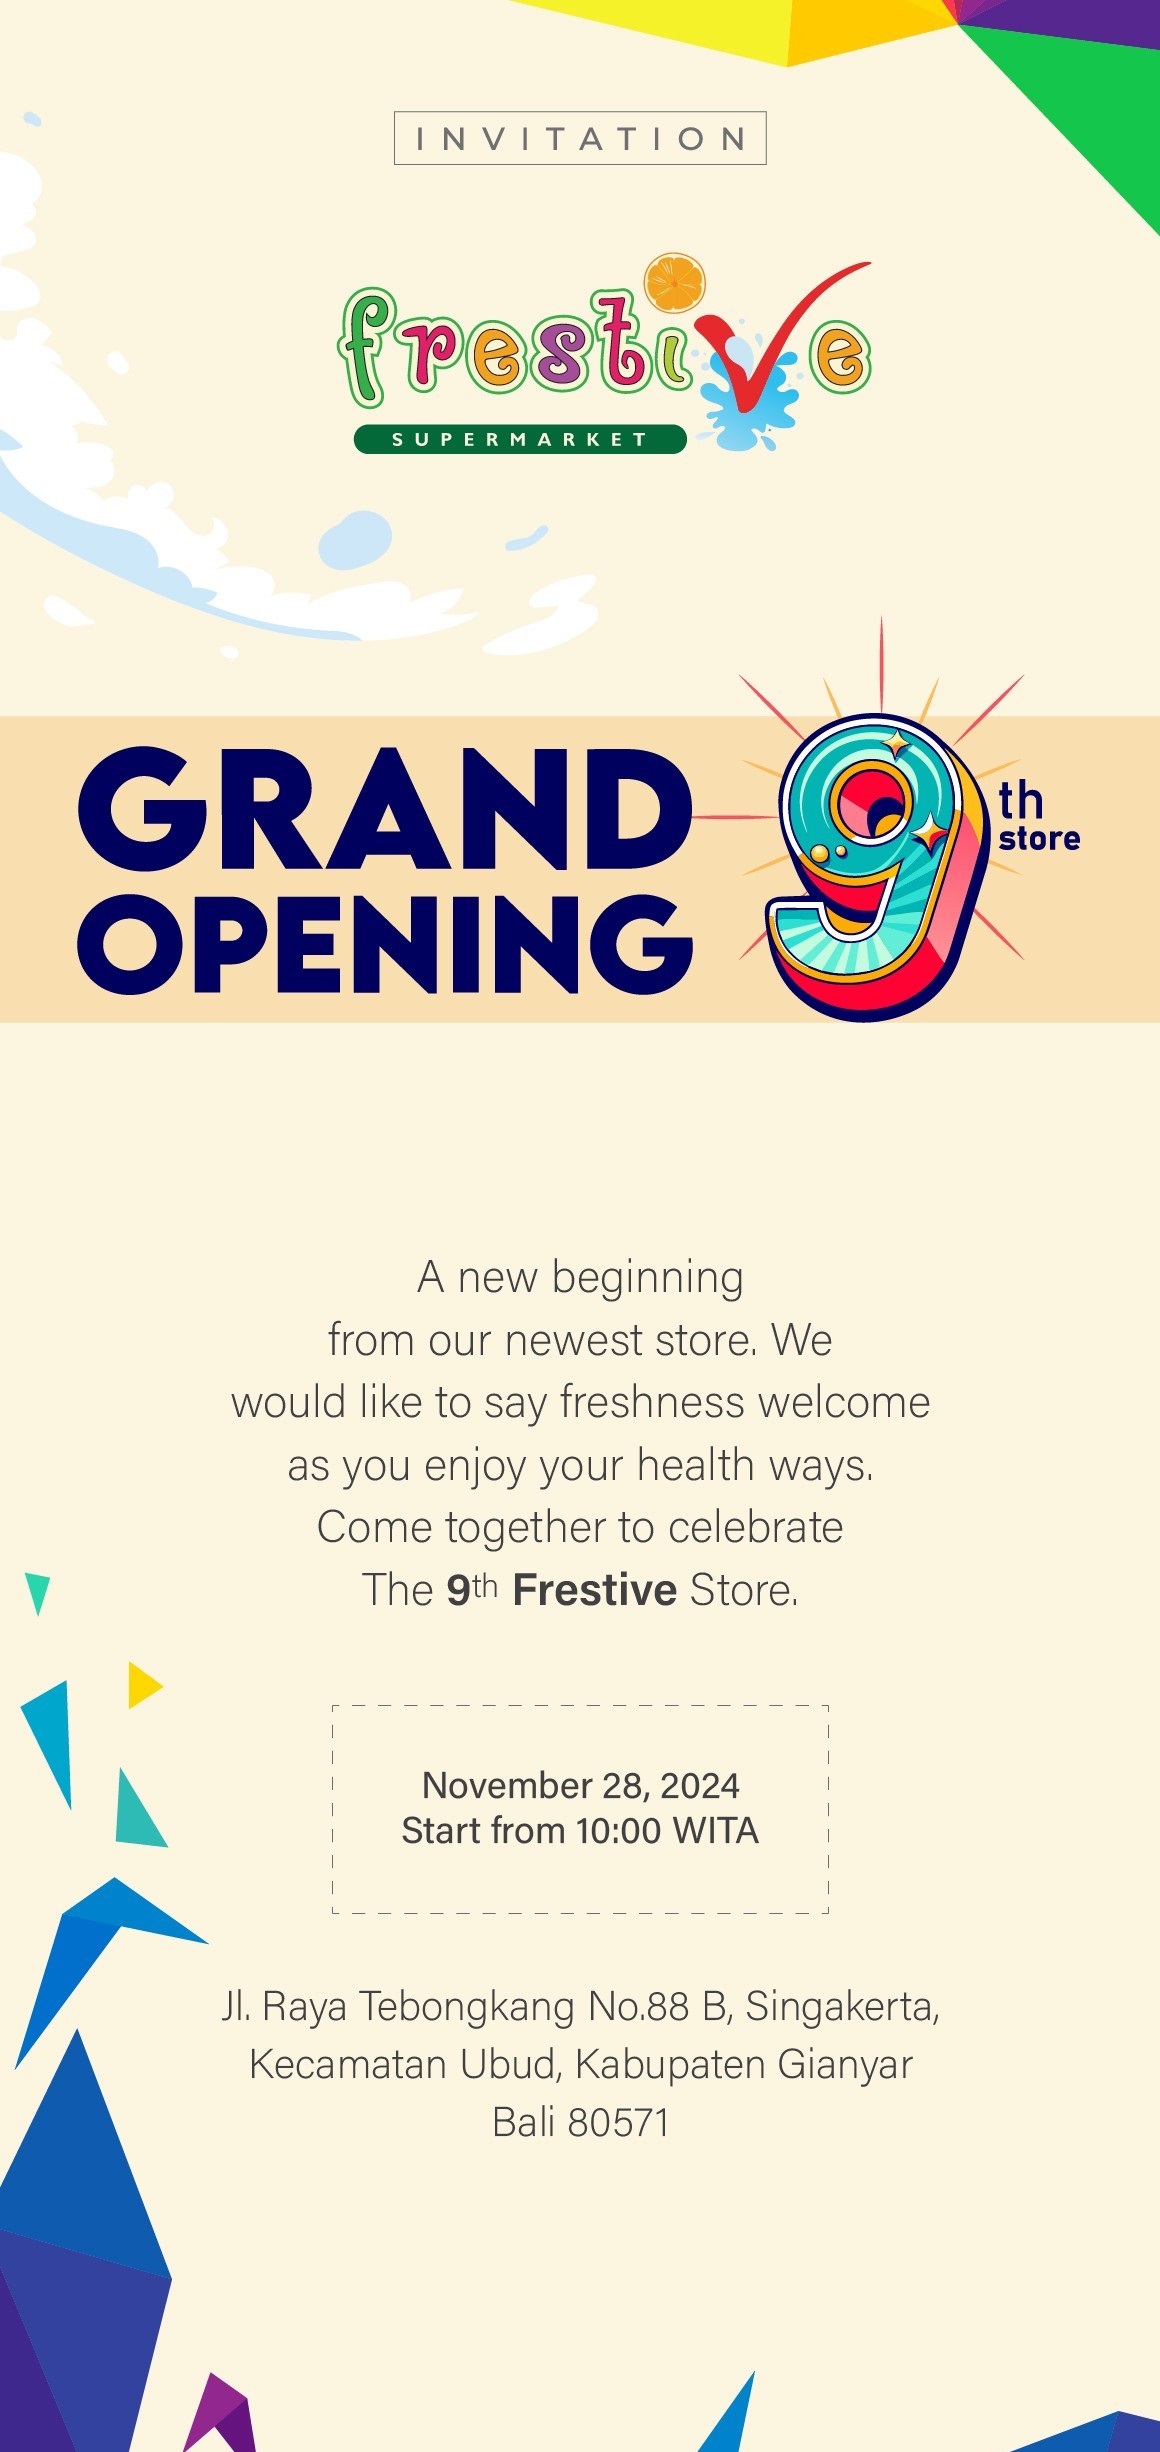 INVITATION
frestive
SUPERMARKET
GRAND
OPENING
9th
store
A new beginning
from our newest store. We
would like to say freshness welcome
as you enjoy your health ways.
Come together to celebrate
The 9th Frestive Store.
November 28, 2024
Start from 10:00 WITA
Jl. Raya Tebongkang No.88 B, Singakerta,
Kecamatan Ubud, Kabupaten Gianyar
Bali 80571